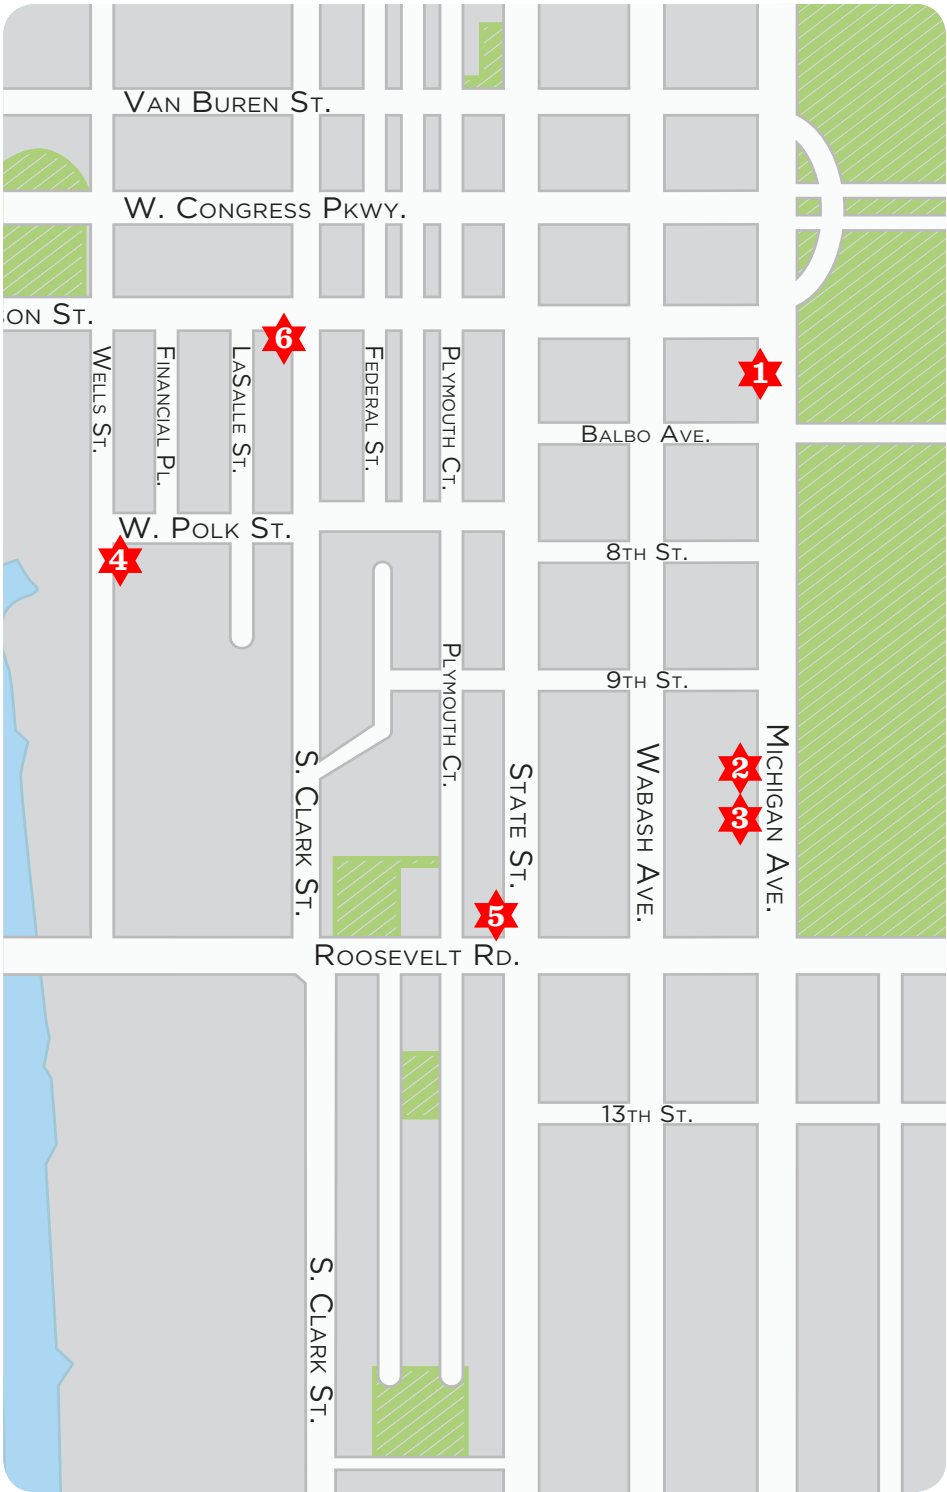 VAN BUREN ST.
W. CONGRESS PKWY.
ON ST.
6
WELLS ST.
FINANCIAL PL.
LASALLE ST.
FEDERAL ST.
PLYMOUTH CT.
1
BALBO AVE.
W. POLK ST.
4
8TH ST.
PLYMOUTH CT.
9TH ST.
S. CLARK ST.
STATE ST.
WABASH AVE.
2
MICHIGAN AVE.
3
5
ROOSEVELT RD.
13TH ST.
S. CLARK ST.